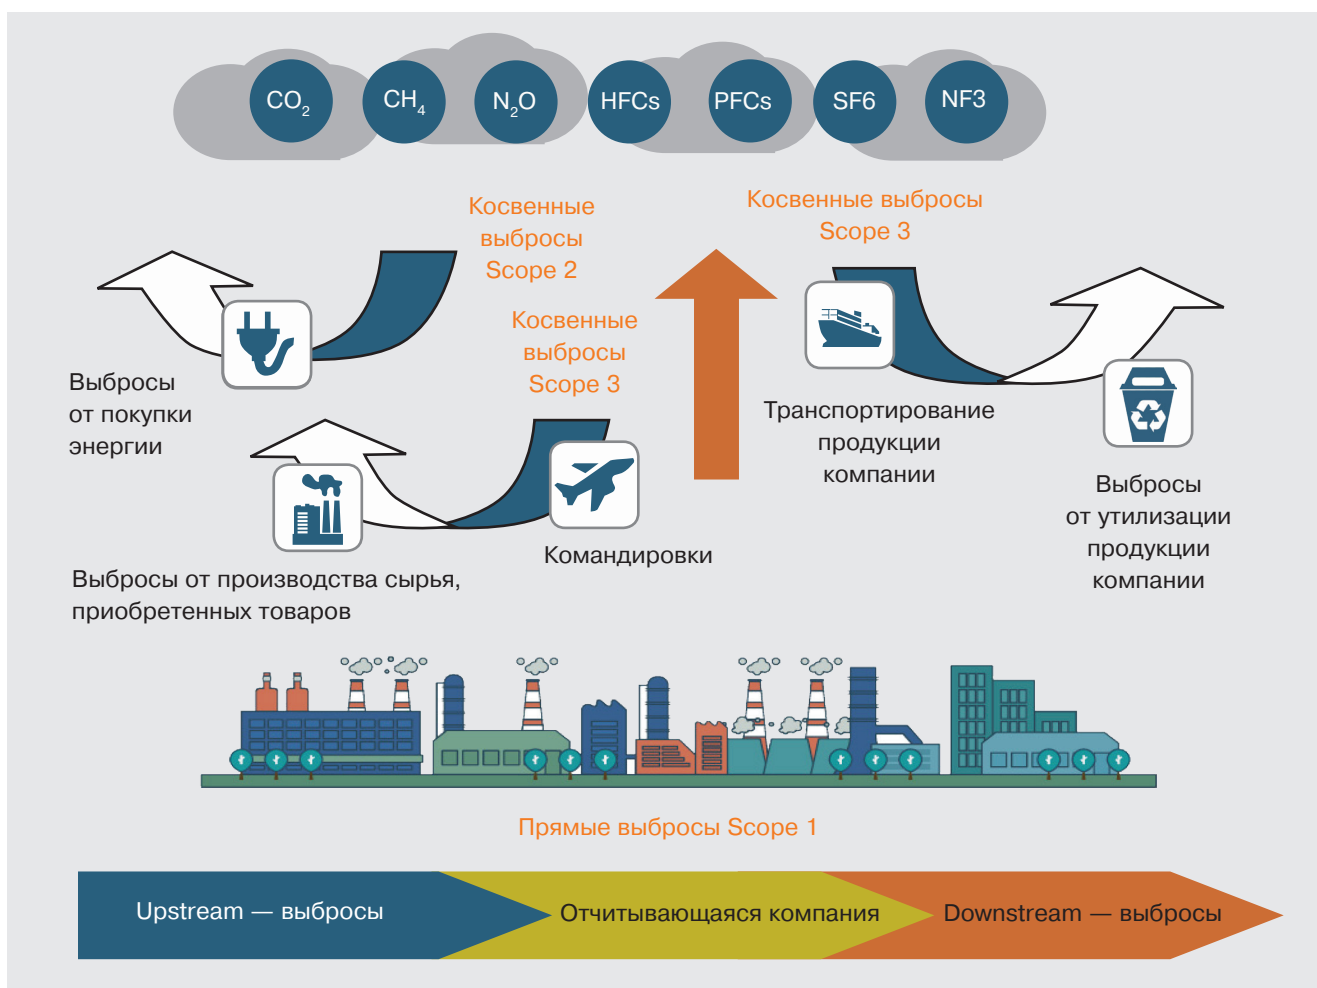 CO₂ CH₄ N₂O HFCs PFCs SF6 NF3
Косвенные
выбросы
Scope 2
Косвенные выбросы
Scope 3
Косвенные
выбросы
Scope 3
Выбросы
от покупки
энергии
Транспортирование
продукции
компании
Выбросы
от утилизации
продукции
компании
Командировки
Выбросы от производства сырья,
приобретенных товаров
Прямые выбросы Scope 1
Upstream — выбросы
Отчитывающаяся компания
Downstream — выбросы